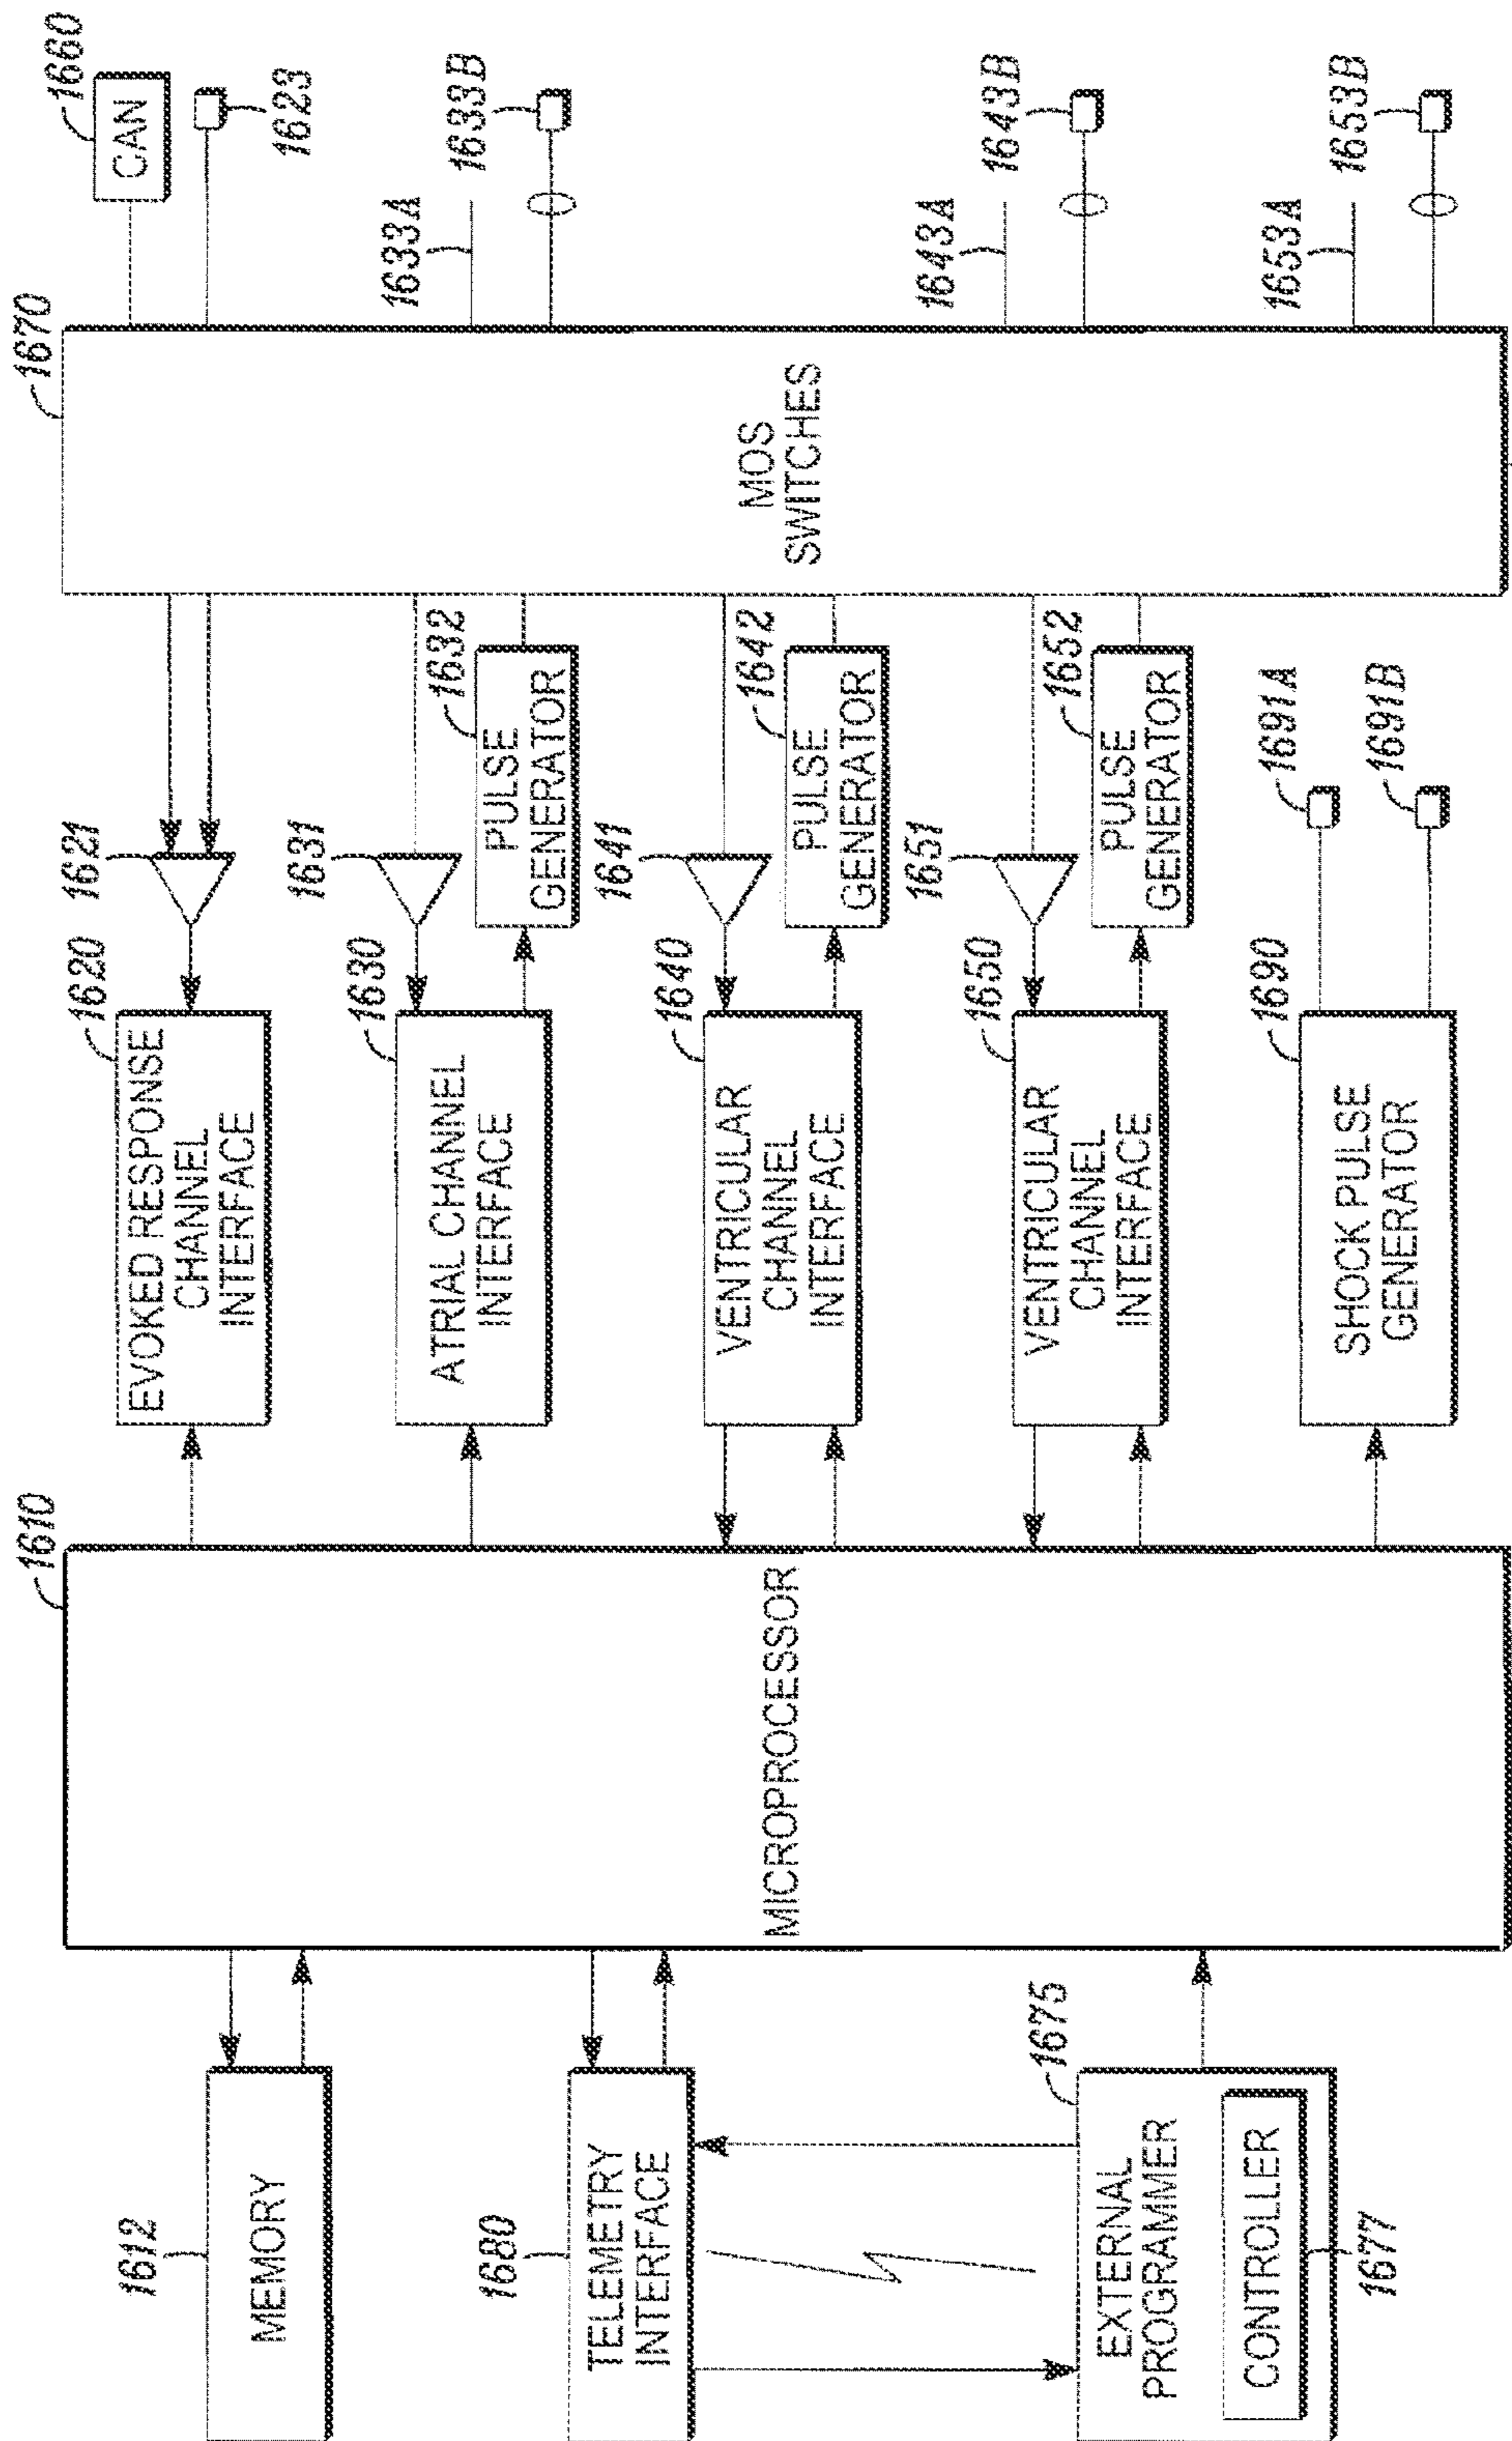 1612
MEMORY
1680
TELEMETRY
INTERFACE
1675
EXTERNAL
PROGRAMMER
CONTROLLER
1677
1610
MICROPROCESSOR
1620
EVOKED RESPONSE
CHANNEL
INTERFACE
1621
1630
ATRIAL CHANNEL
INTERFACE
1631
1632
PULSE
GENERATOR
1640
VENTRICULAR
CHANNEL
INTERFACE
1641
1642
PULSE
GENERATOR
1650
VENTRICULAR
CHANNEL
INTERFACE
1651
1652
PULSE
GENERATOR
1690
SHOCK PULSE
GENERATOR
1691A
1691B
1670
MOS
SWITCHES
1660
CAN
1623
1633A
1633B
1643A
1643B
1653A
1653B